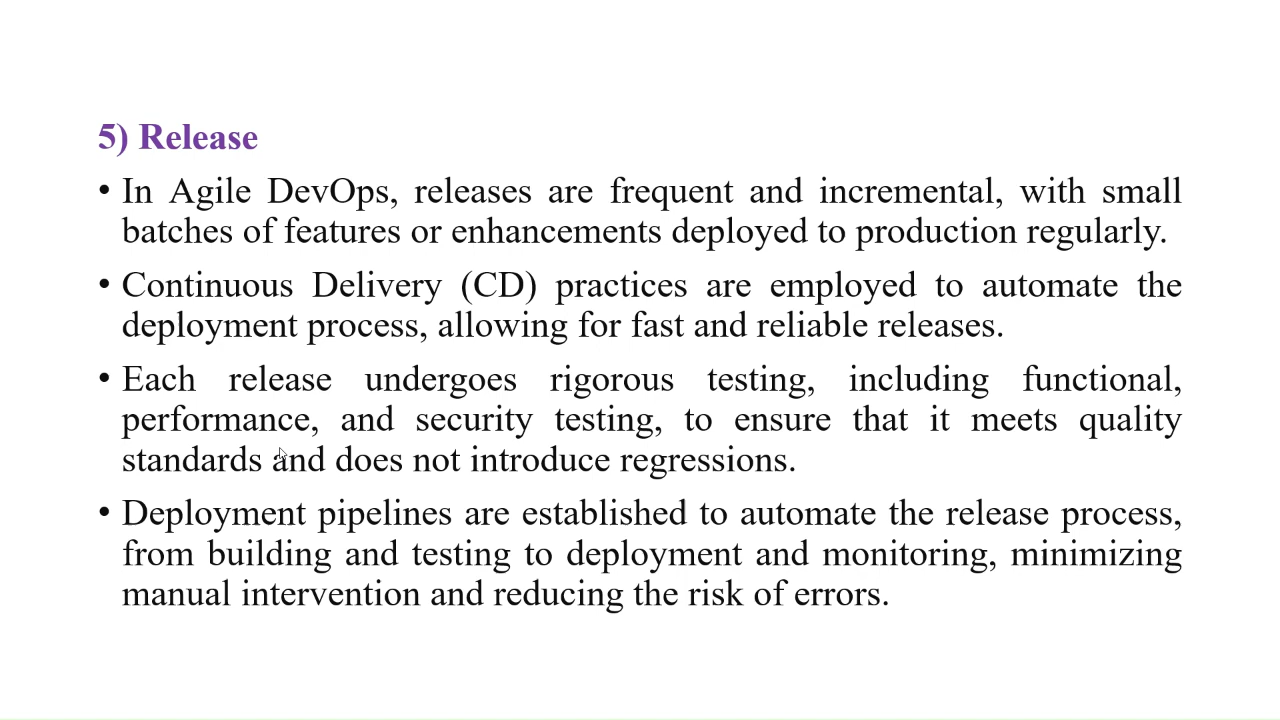 5) Release
• In Agile DevOps, releases are frequent and incremental, with small
batches of features or enhancements deployed to production regularly.
• Continuous Delivery (CD) practices are employed to automate the
deployment process, allowing for fast and reliable releases.
• Each release undergoes rigorous testing, including functional,
performance, and security testing, to ensure that it meets quality
standards and does not introduce regressions.
• Deployment pipelines are established to automate the release process,
from building and testing to deployment and monitoring, minimizing
manual intervention and reducing the risk of errors.